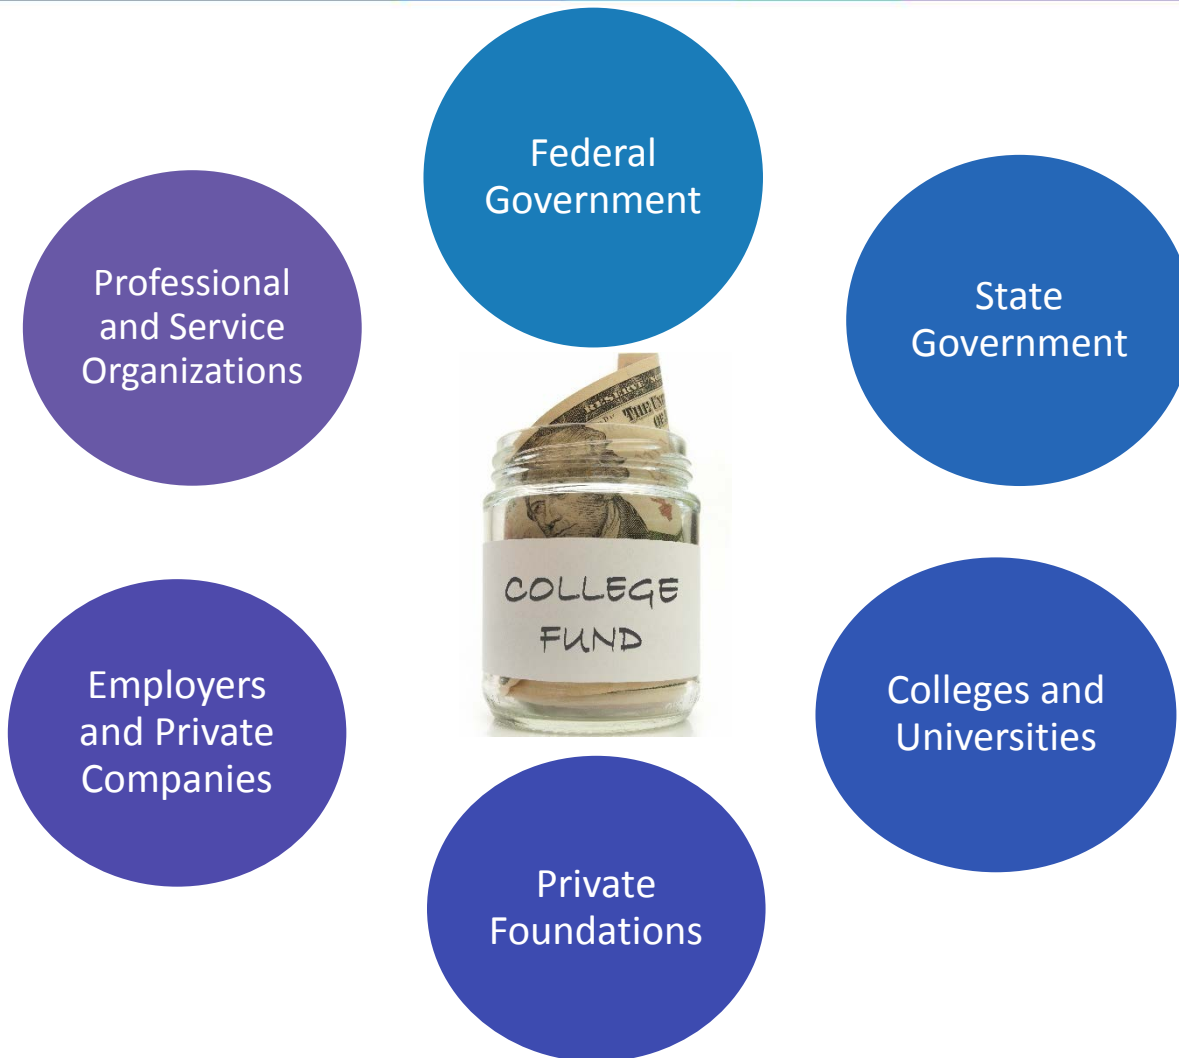 Federal
Government
State
Government
Colleges and
Universities
Private
Foundations
Employers
and Private
Companies
Professional
and Service
Organizations
COLLEGE
FUND